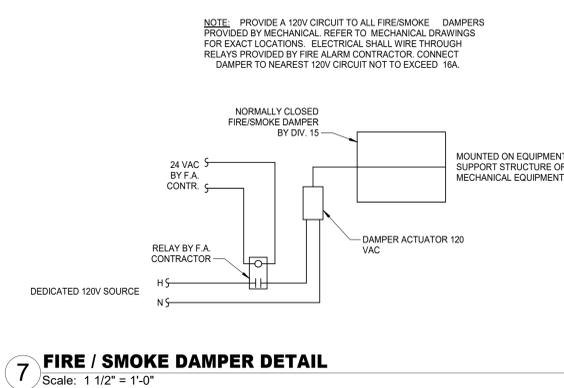 NOTE: PROVIDE A 120V CIRCUIT TO ALL FIRE/SMOKE DAMPERS
PROVIDED BY MECHANICAL. REFER TO MECHANICAL DRAWINGS
FOR EXACT LOCATIONS. ELECTRICAL SHALL WIRE THROUGH
RELAYS PROVIDED BY FIRE ALARM CONTRACTOR. CONNECT
DAMPER TO NEAREST 120V CIRCUIT NOT TO EXCEED 16A.
NORMALLY CLOSED
FIRE/SMOKE DAMPER
BY DIV. 15
MOUNTED ON EQUIPMENT
SUPPORT STRUCTURE OF
MECHANICAL EQUIPMENT
24 VAC
BY F.A.
CONTR.
DAMPER ACTUATOR 120
VAC
RELAY BY F.A.
CONTRACTOR
H
DEDICATED 120V SOURCE
N
7
FIRE / SMOKE DAMPER DETAIL
Scale: 1 1/2" = 1'-0"